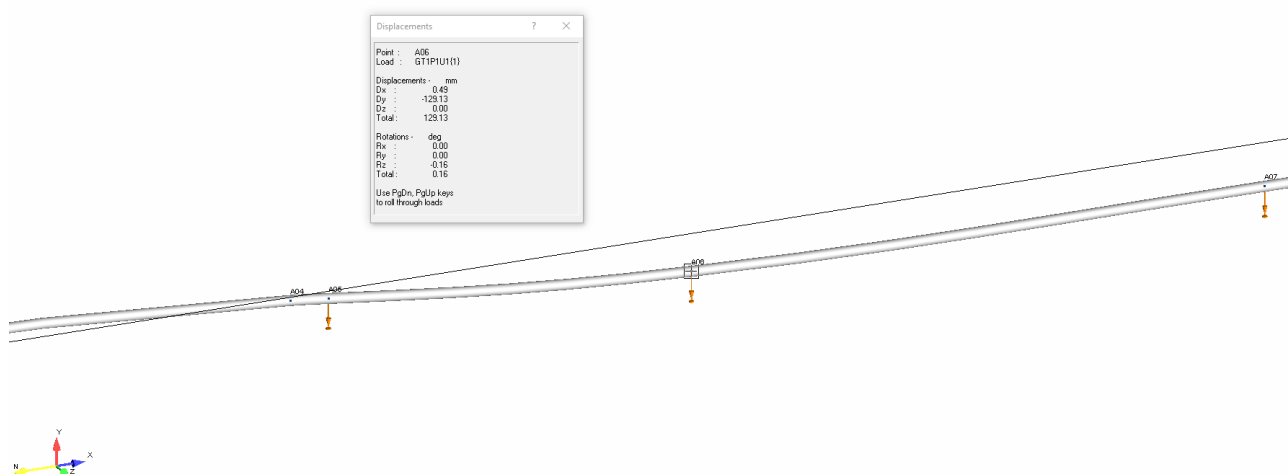 Displacements ? ×
Point : A06
Load : GT1P1U1{1}
Displacements - mm
Dx : 0.49
Dy : -129.13
Dz : 0.00
Total : 129.13
Rotations - deg
Rx : 0.00
Ry : 0.00
Rz : -0.16
Total : 0.16
Use PgDn, PgUp keys
to roll through loads
A07
A06
A04 A05
Y
X
N
Z